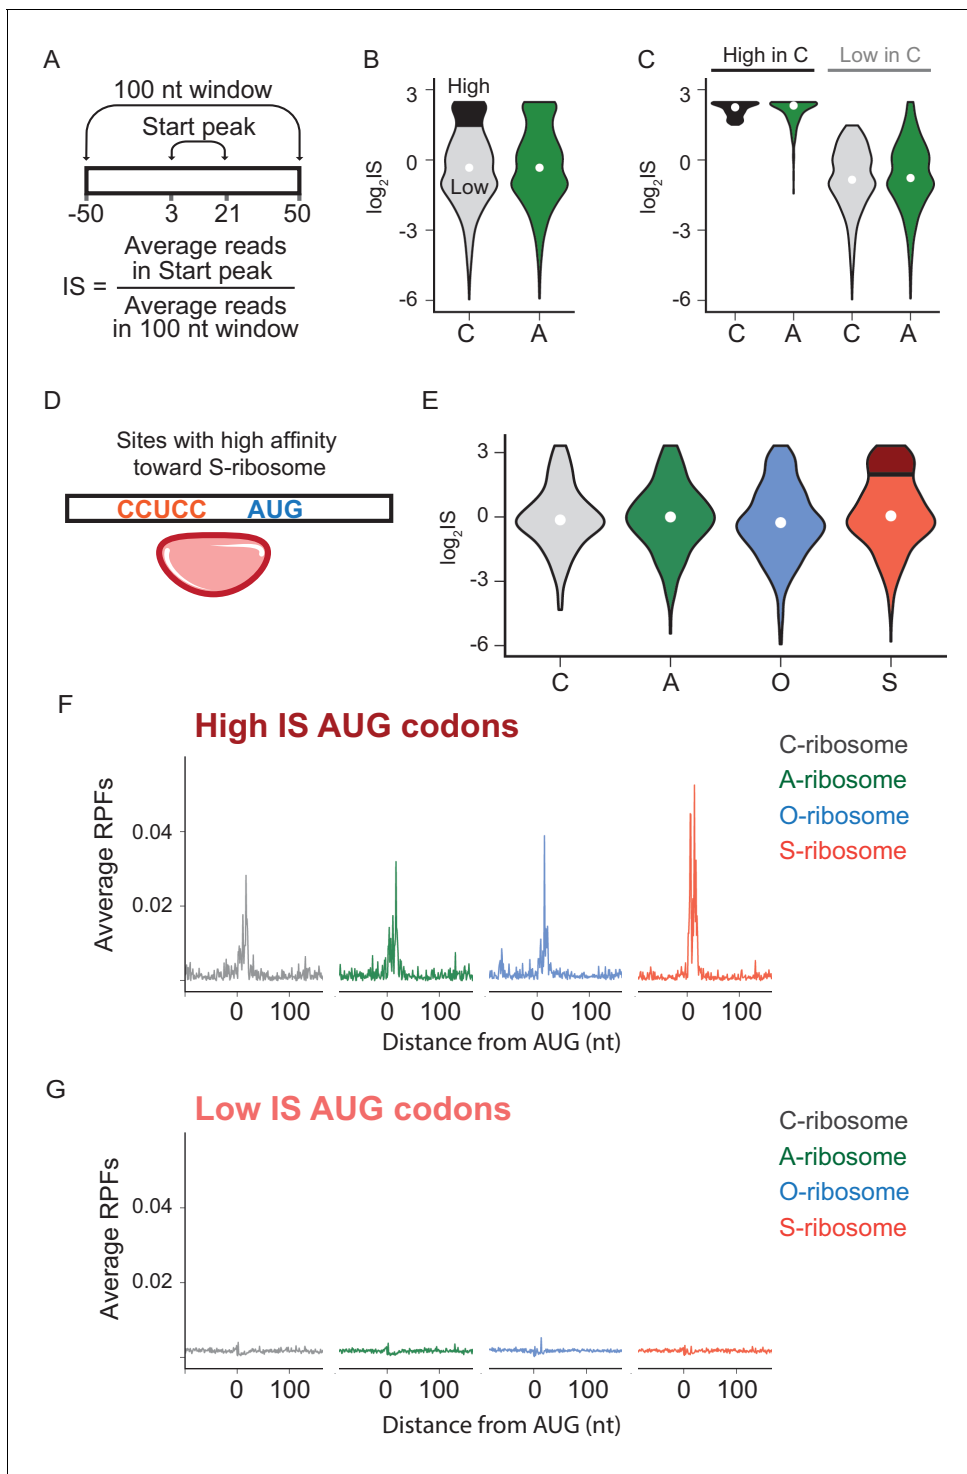 A
100 nt window
Start peak
-50 3 21 50
IS =
Average reads
in Start peak
Average reads
in 100 nt window
B
High
Low
log2IS
3
0
-3
-6
C A
C
High in C Low in C
log2IS
3
0
-3
-6
C A C A
D
Sites with high affinity
toward S-ribosome
CCUCC AUG
E
log2IS
3
0
-3
-6
C A O S
F
High IS AUG codons
C-ribosome
A-ribosome
O-ribosome
S-ribosome
Avverage RPFs
0.04
0.02
0 100 0 100 0 100 0 100
Distance from AUG (nt)
G
Low IS AUG codons
C-ribosome
A-ribosome
O-ribosome
S-ribosome
Average RPFs
0.04
0.02
0 100 0 100 0 100 0 100
Distance from AUG (nt)